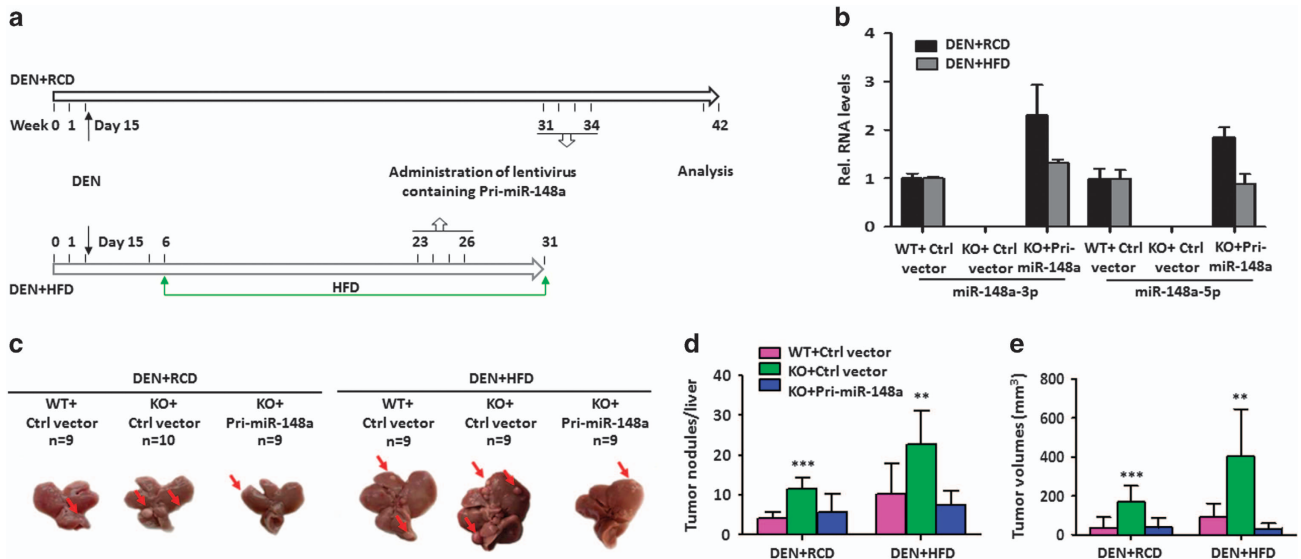 a
DEN+RCD
Week 0 1 Day 15 31 34 42
DEN
Administration of lentivirus
containing Pri-miR-148a
Analysis
0 1 Day 15 6 23 26 31
DEN+HFD
HFD
b
DEN+RCD
DEN+HFD
Rel. RNA levels
4
3
2
1
0
WT+ Ctrl
vector
KO+ Ctrl
vector
KO+Pri-
miR-148a
WT+ Ctrl
vector
KO+ Ctrl
vector
KO+Pri-
miR-148a
miR-148a-3p
miR-148a-5p
c
DEN+RCD
DEN+HFD
WT+
Ctrl vector
n=9
KO+
Ctrl vector
n=10
KO+
Pri-miR-148a
n=9
WT+
Ctrl vector
n=9
KO+
Ctrl vector
n=9
KO+
Pri-miR-148a
n=9
d
WT+Ctrl vector
KO+Ctrl vector
KO+Pri-miR-148a
Tumor nodules/liver
40
30
20
10
0
***
**
DEN+RCD
DEN+HFD
e
Tumor volumes (mm³)
800
600
400
200
0
***
**
DEN+RCD
DEN+HFD